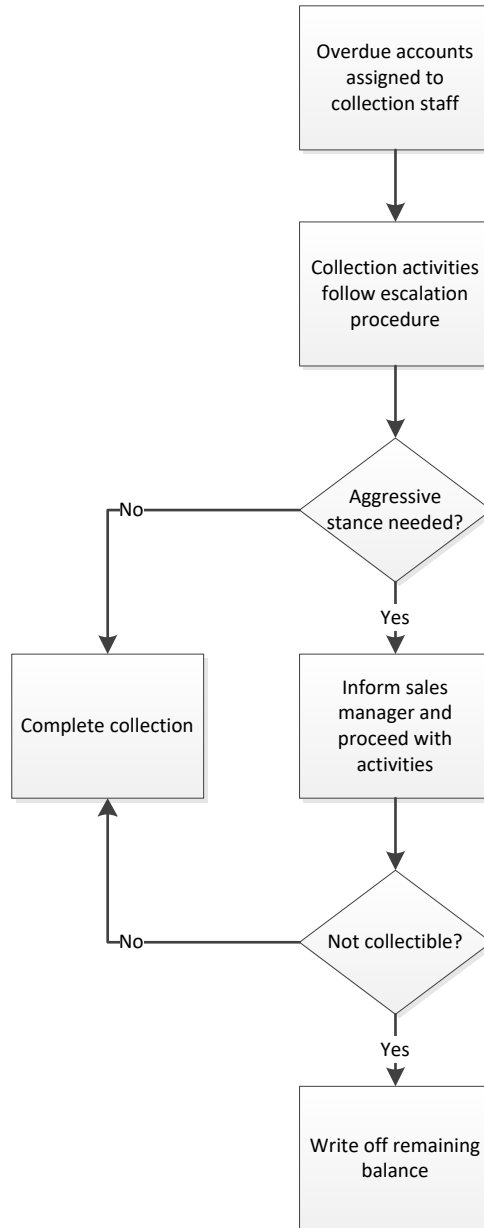 Overdue accounts
assigned to
collection staff
Collection activities
follow escalation
procedure
Aggressive
stance needed?
No
Yes
Complete collection
Inform sales
manager and
proceed with
activities
Not collectible?
No
Yes
Write off remaining
balance